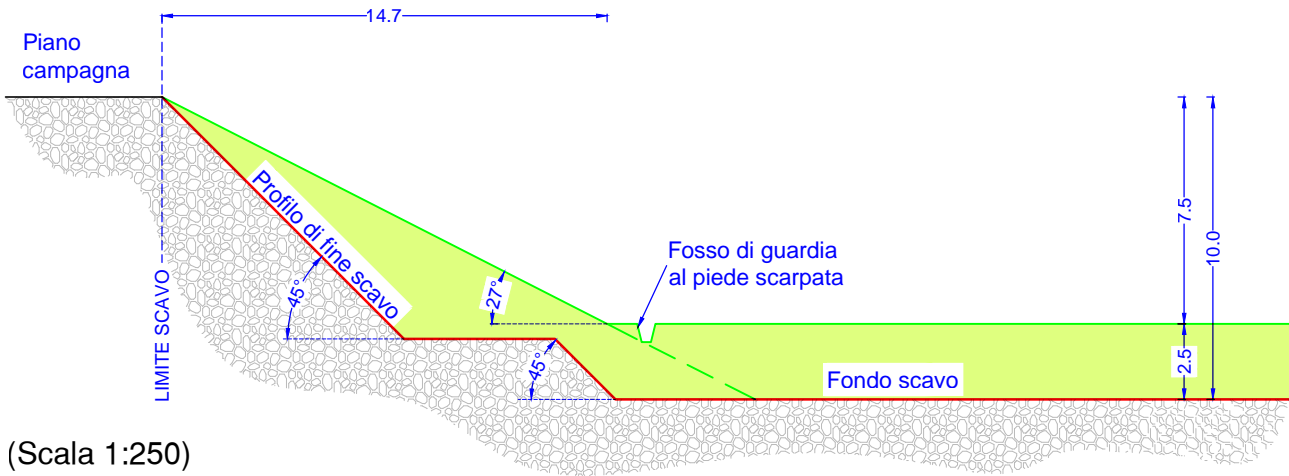 14.7
Piano
campagna
Profilo di fine scavo
45°
LIMITE SCAVO
27°
Fosso di guardia
al piede scarpata
7.5
10.0
45°
Fondo scavo
2.5
(Scala 1:250)